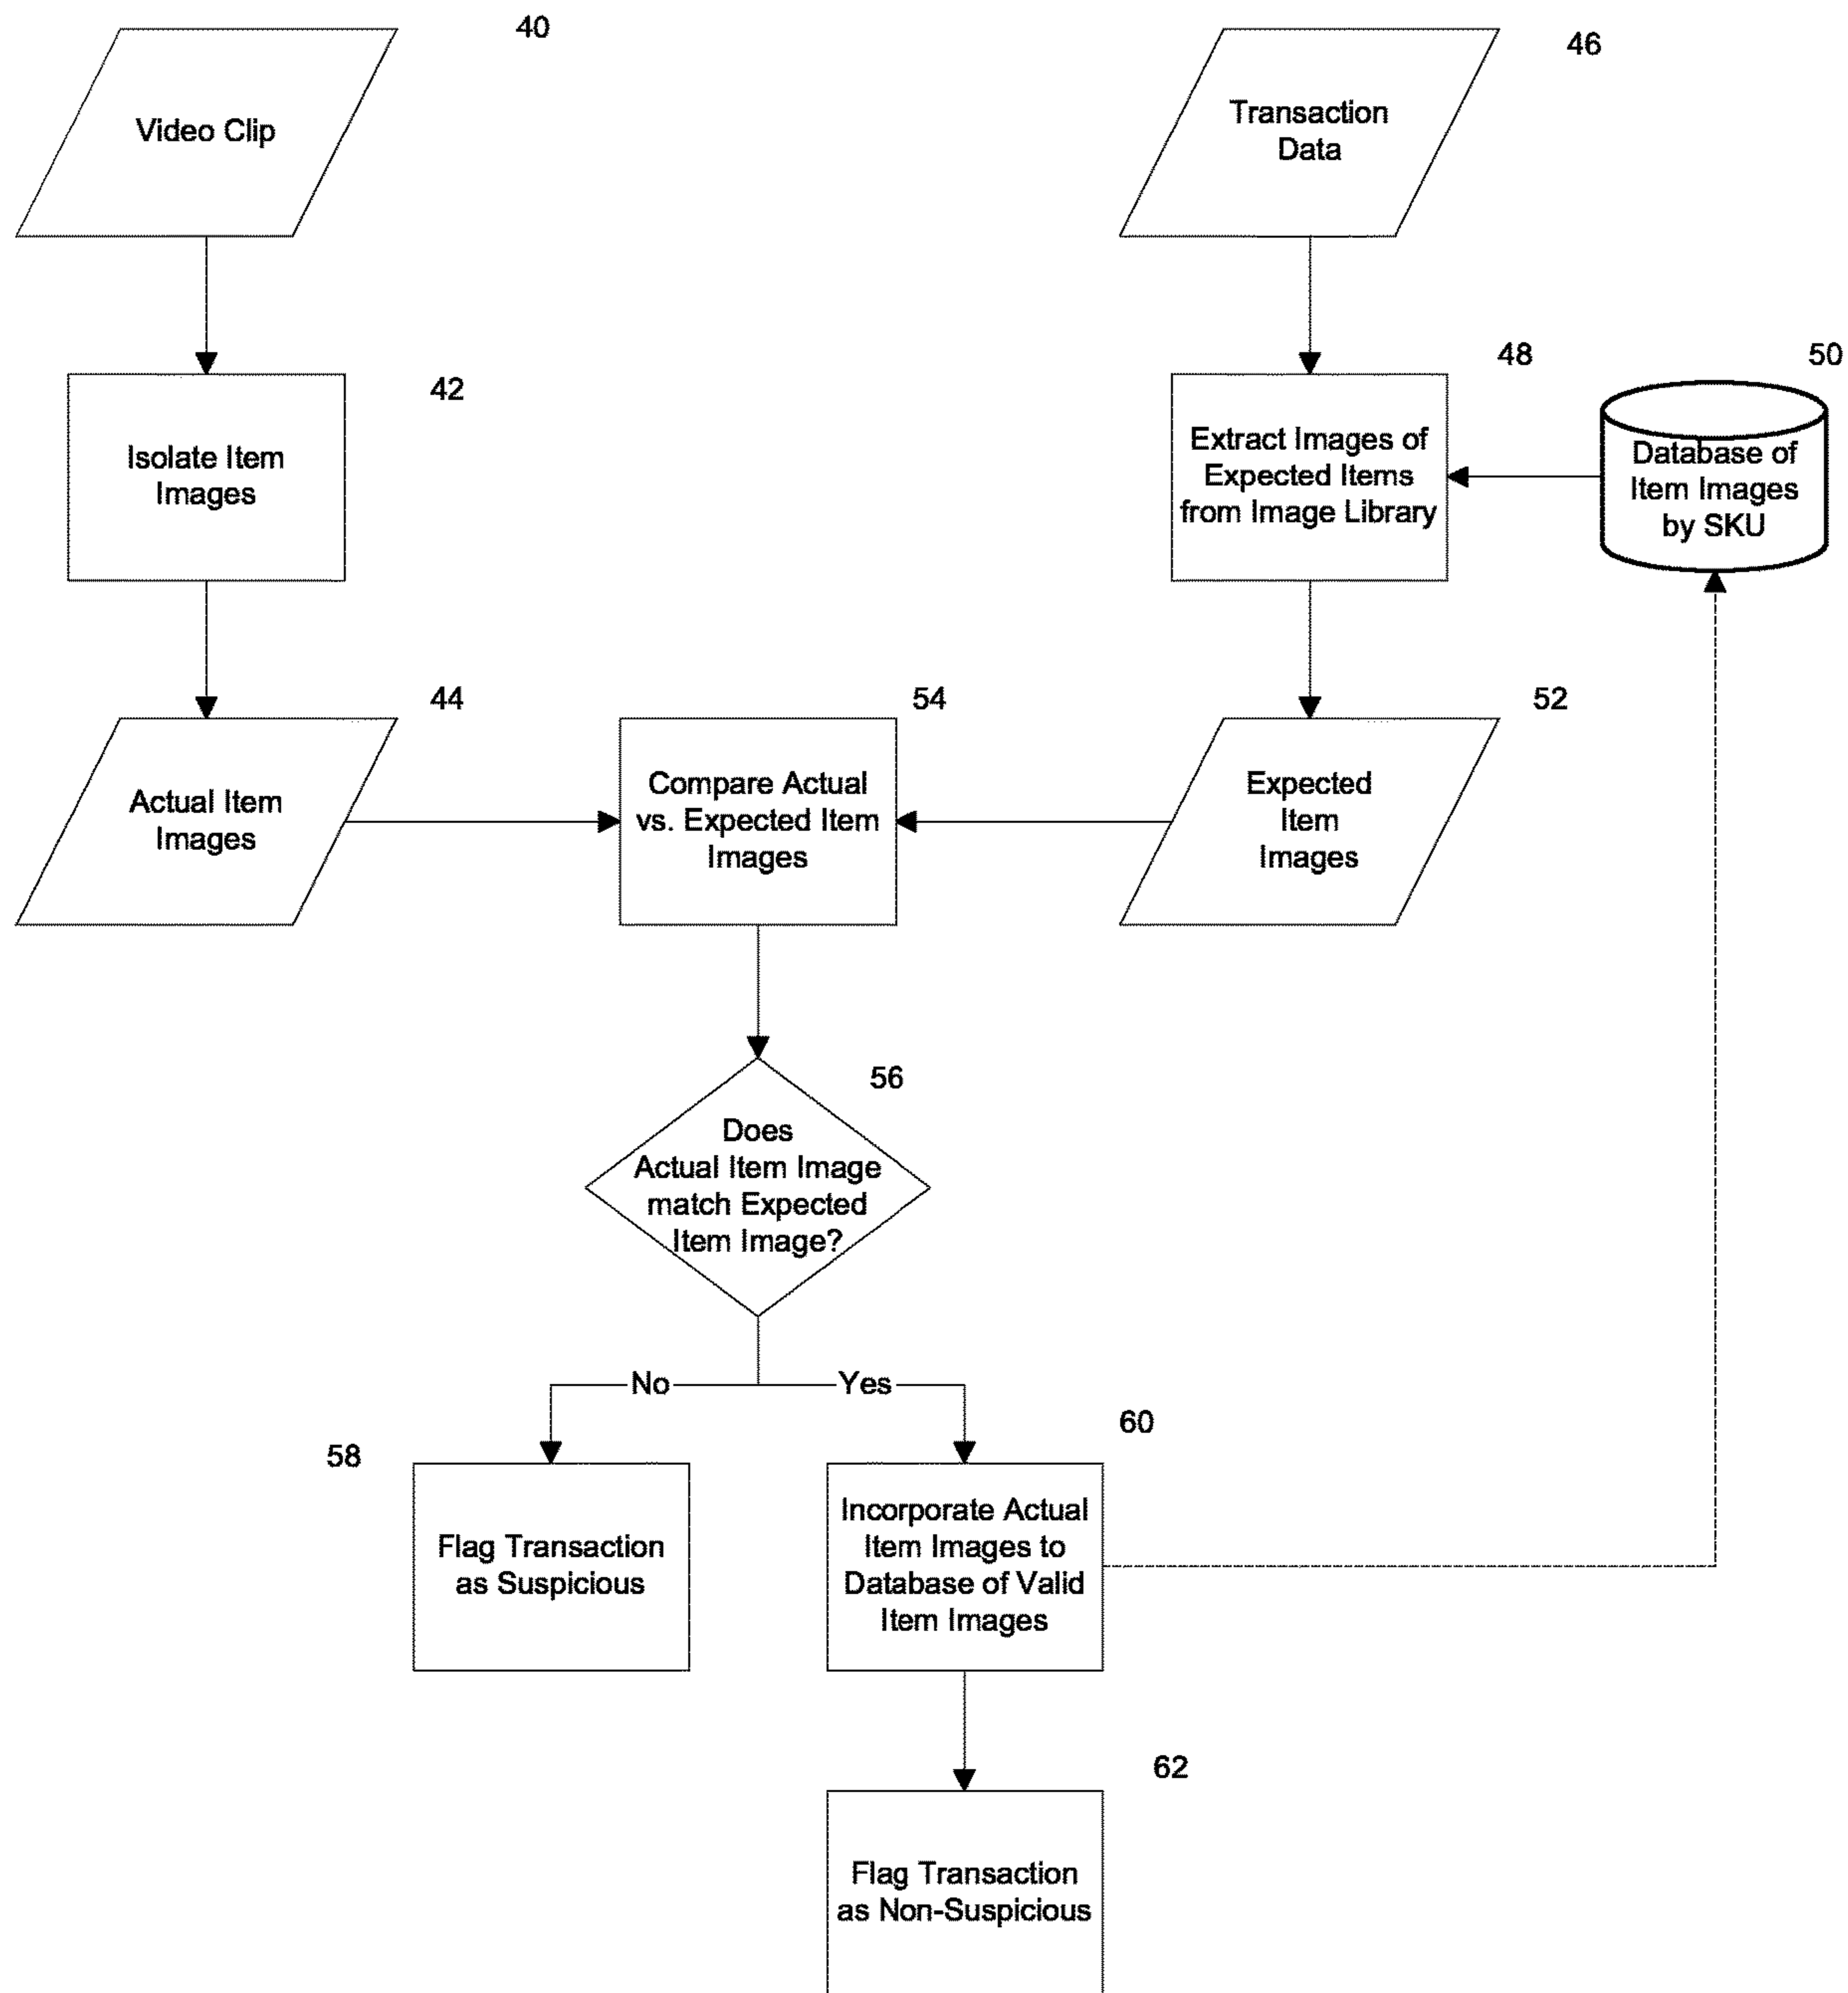 40
Video Clip
46
Transaction
Data
42
Isolate Item
Images
48
Extract Images of
Expected Items
from Image Library
50
Database of
Item Images
by SKU
44
Actual Item
Images
54
Compare Actual
vs. Expected Item
Images
52
Expected
Item
Images
56
Does
Actual Item Image
match Expected
Item Image?
No
Yes
58
Flag Transaction
as Suspicious
60
Incorporate Actual
Item Images to
Database of Valid
Item Images
62
Flag Transaction
as Non-Suspicious